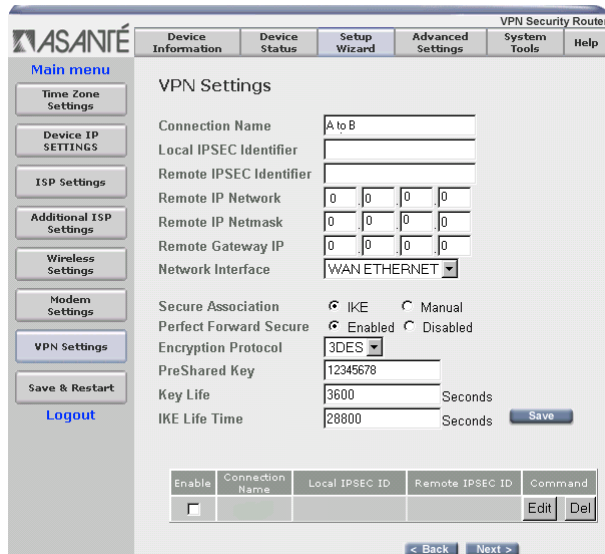 VPN Security Router
ASANTÉ
Device Information
Device Status
Setup Wizard
Advanced Settings
System Tools
Help
Main menu
Time Zone Settings
Device IP SETTINGS
ISP Settings
Additional ISP Settings
Wireless Settings
Modem Settings
VPN Settings
Save & Restart
Logout
VPN Settings
Connection Name A to B
Local IPSEC Identifier
Remote IPSEC Identifier
Remote IP Network 0 .0 .0 .0
Remote IP Netmask 0 .0 .0 .0
Remote Gateway IP 0 .0 .0 .0
Network Interface WAN ETHERNET
Secure Association IKE Manual
Perfect Forward Secure Enabled Disabled
Encryption Protocol 3DES
PreShared Key 12345678
Key Life 3600 Seconds
IKE Life Time 28800 Seconds Save
Enable Connection Name Local IPSEC ID Remote IPSEC ID Command
Edit Del
< Back Next >